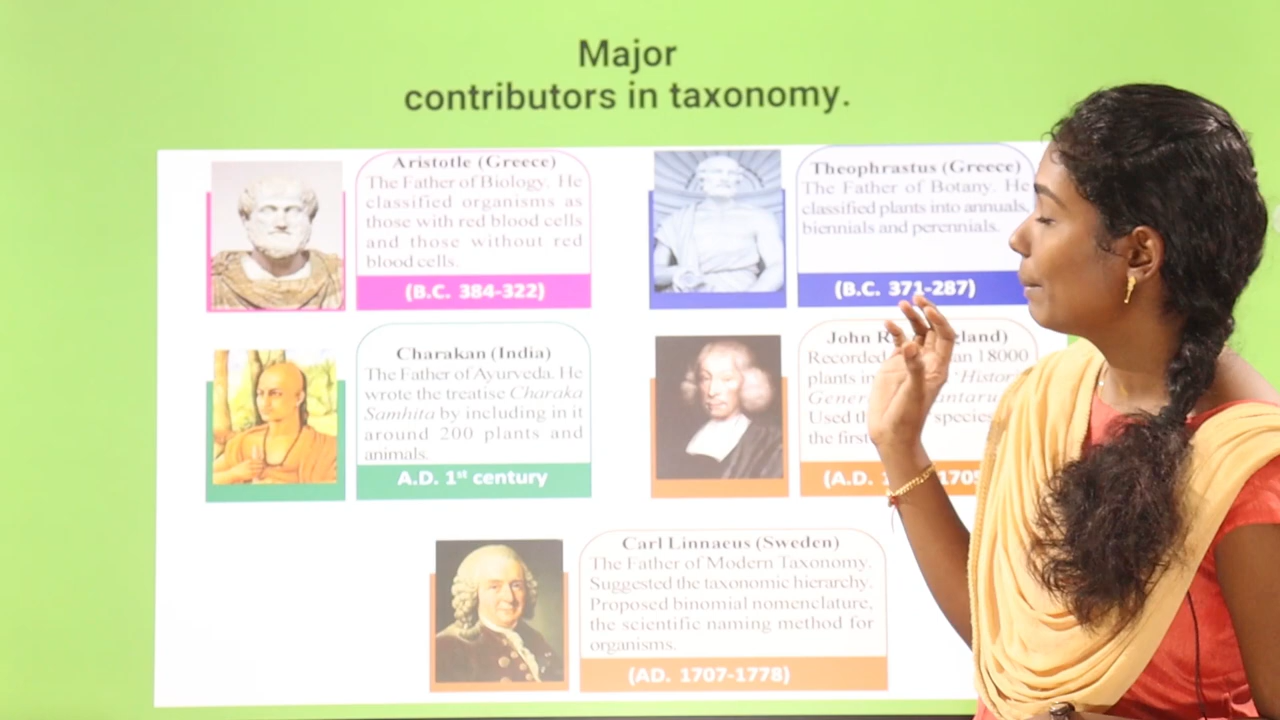 Major
contributors in taxonomy.
Aristotle (Greece)
The Father of Biology. He
classified organisms as
those with red blood cells
and those without red
blood cells.
(B.C. 384-322)
Theophrastus (Greece)
The Father of Botany. He
classified plants into annuals,
biennials and perennials.
(B.C. 371-287)
Charakan (India)
The Father of Ayurveda. He
wrote the treatise Charaka
Samhita by including in it
around 200 plants and
animals.
A.D. 1st century
John
Recorded 18000
plants
Used species
the first
(A.D.
Carl Linnaeus (Sweden)
The Father of Modern Taxonomy.
Suggested the taxonomic hierarchy.
Proposed binomial nomenclature,
the scientific naming method for
organisms.
(AD. 1707-1778)